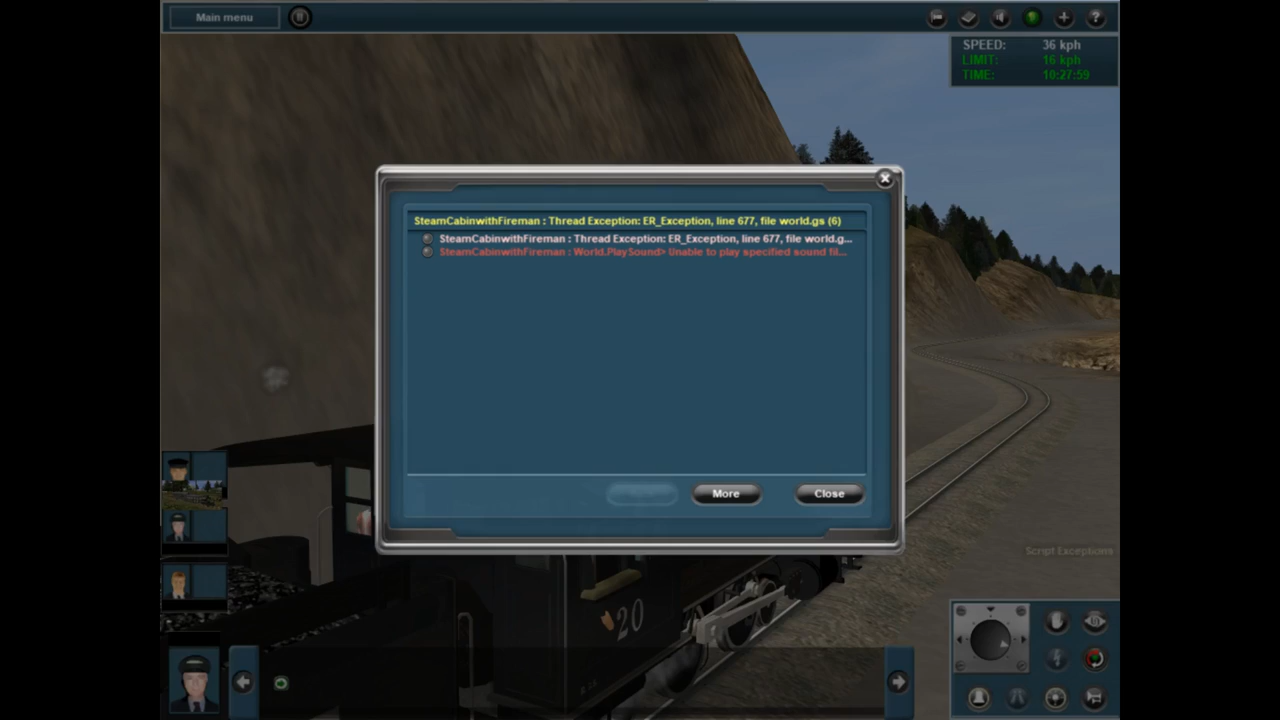 Main menu
SPEED: 36 kph
LIMIT: 16 kph
TIME: 10:27:59
SteamCabinwithFireman : Thread Exception: ER_Exception, line 677, file world.gs (6)
SteamCabinwithFireman : Thread Exception: ER_Exception, line 677, file world.g...
SteamCabinwithFireman : World.PlaySound> Unable to play specified sound fil...
More
Close
Script Exceptions
20